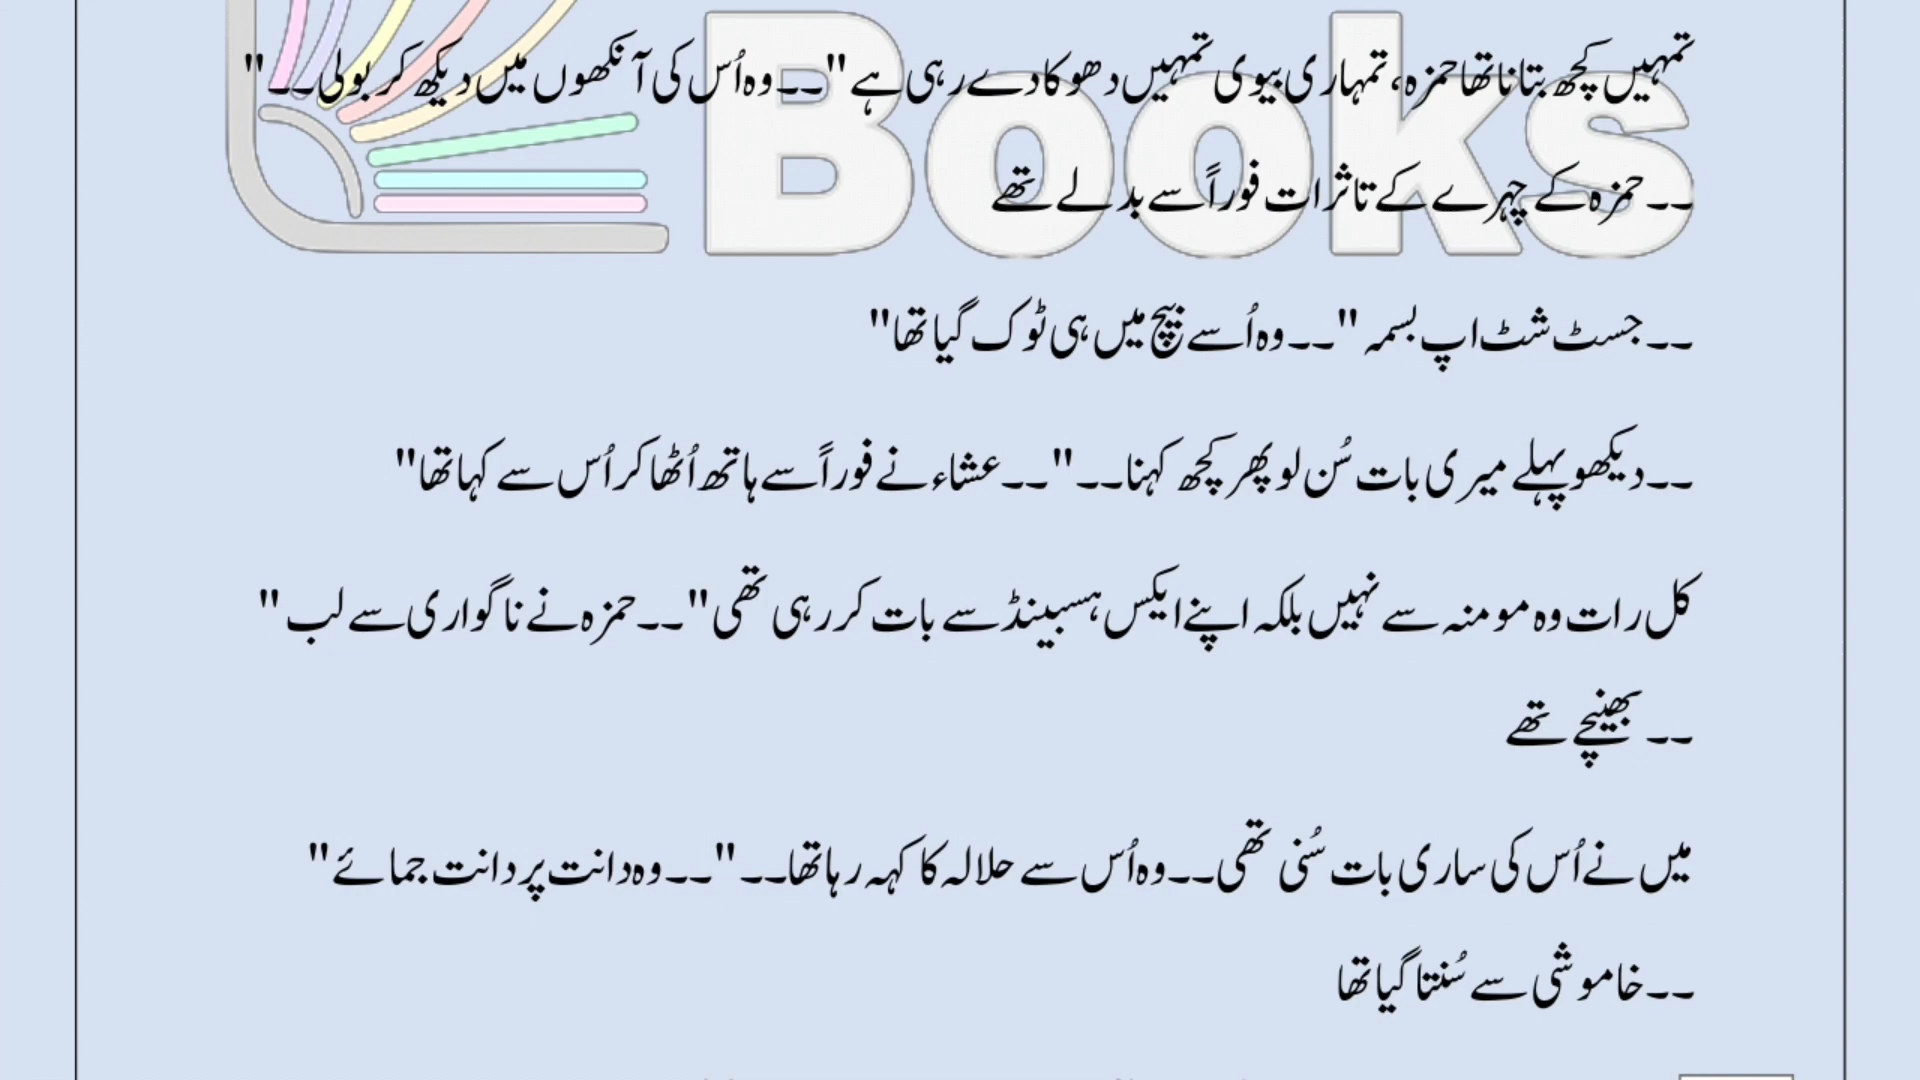 Books
تمہیں کچھ بتانا تھا حمزہ، تمہاری بیوی تمہیں دھوکا دے رہی ہے "۔۔وہ اُس کی آنکھوں میں دیکھ کر بولی۔۔"
۔۔حمزہ کے چہرے کے تاثرات فوراً سے بدلے تھے
۔۔جسٹ شٹ اپ بسمہ "۔۔وہ اُسے بیچ میں ہی ٹوک گیا تھا"
۔۔دیکھو پہلے میری بات سُن لو پھر کچھ کہنا۔۔"۔۔عشاء نے فوراً سے ہاتھ اُٹھا کر اُس سے کہا تھا"
کل رات وہ مومنہ سے نہیں بلکہ اپنے ایکس ہسبینڈ سے بات کر رہی تھی"۔۔حمزہ نے ناگواری سے لب "
۔۔ بھینچے تھے
میں نے اُس کی ساری بات سُنی تھی۔۔وہ اُس سے حلالہ کا کہہ رہا تھا۔۔"۔۔وہ دانت پر دانت جمائے"
۔۔خاموشی سے سُنتا گیا تھا